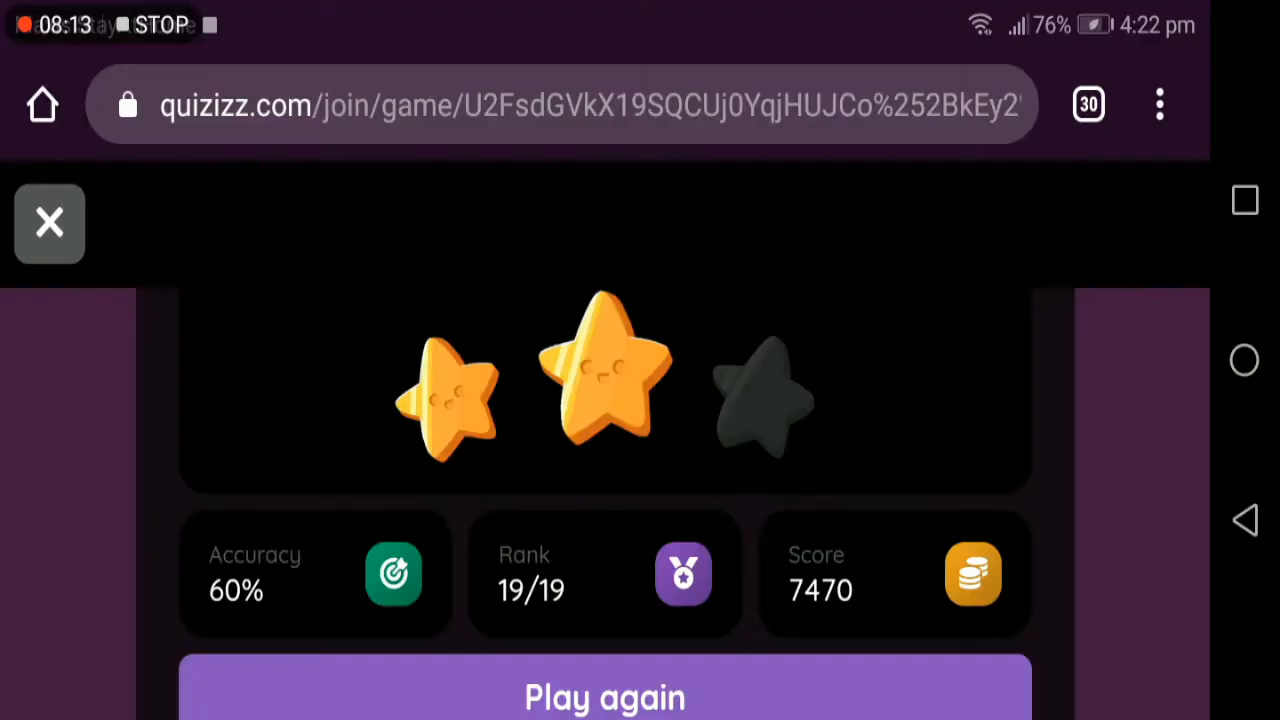 08:13 STOP 76% 4:22 pm
quizizz.com/join/game/U2FsdGVkX19SQCUj0YqjHUJCo%252BkEy2
30
Accuracy
60%
Rank
19/19
Score
7470
Play again